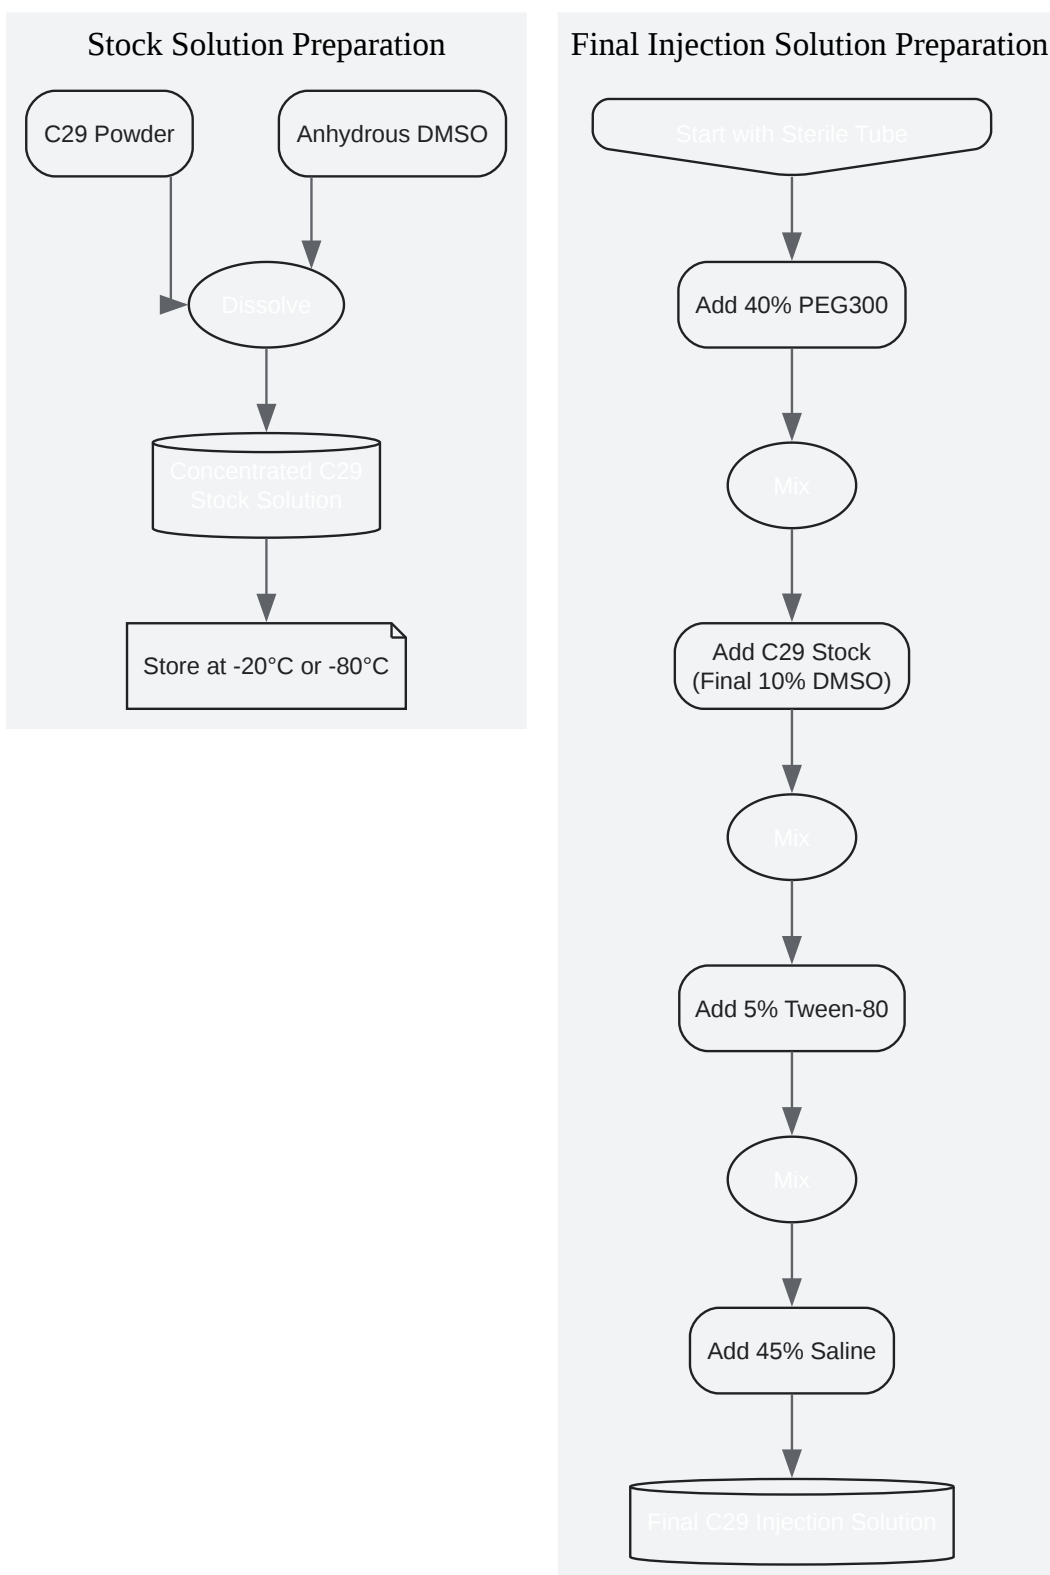 Stock Solution Preparation
C29 Powder
Anhydrous DMSO
Dissolve
Concentrated C29
Stock Solution
Store at -20°C or -80°C
Final Injection Solution Preparation
Start with Sterile Tube
Add 40% PEG300
Mix
Add C29 Stock
(Final 10% DMSO)
Mix
Add 5% Tween-80
Mix
Add 45% Saline
Final C29 Injection Solution